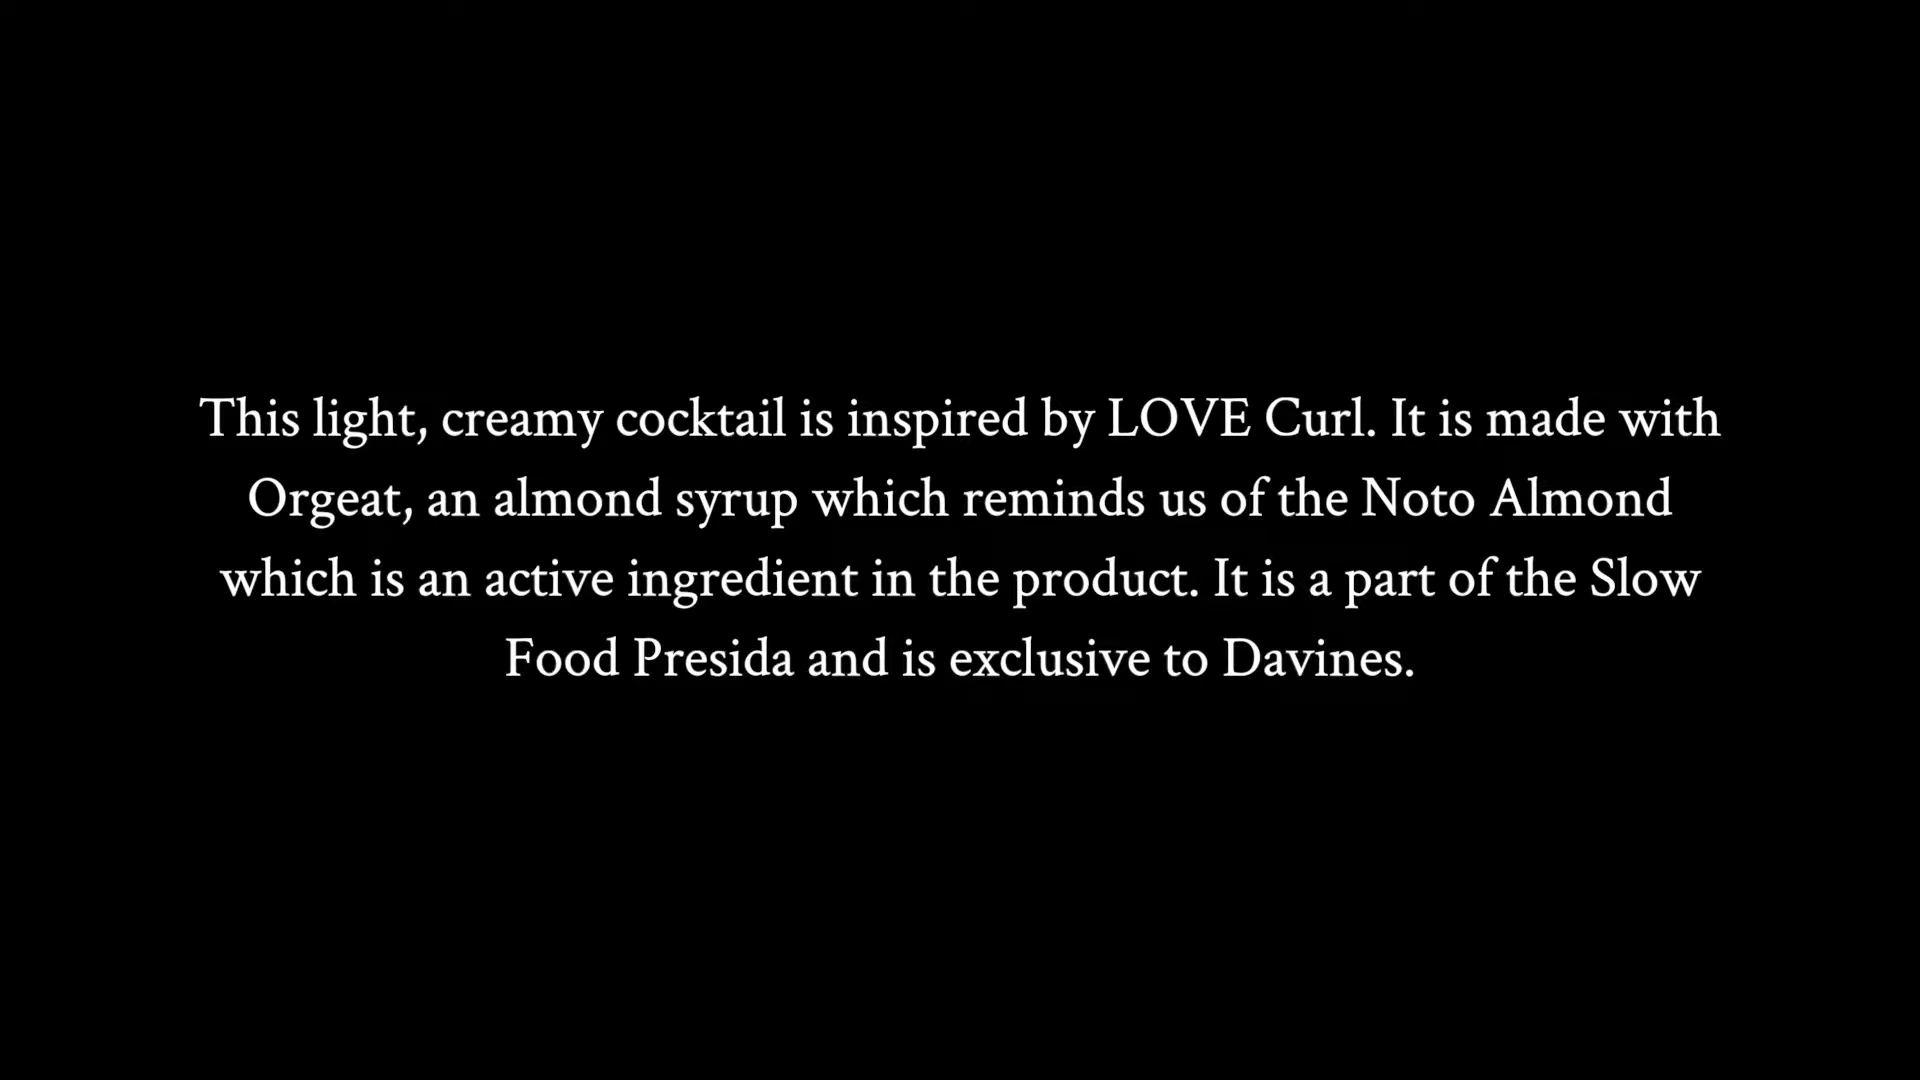 This light, creamy cocktail is inspired by LOVE Curl. It is made with
Orgeat, an almond syrup which reminds us of the Noto Almond
which is an active ingredient in the product. It is a part of the Slow
Food Presida and is exclusive to Davines.